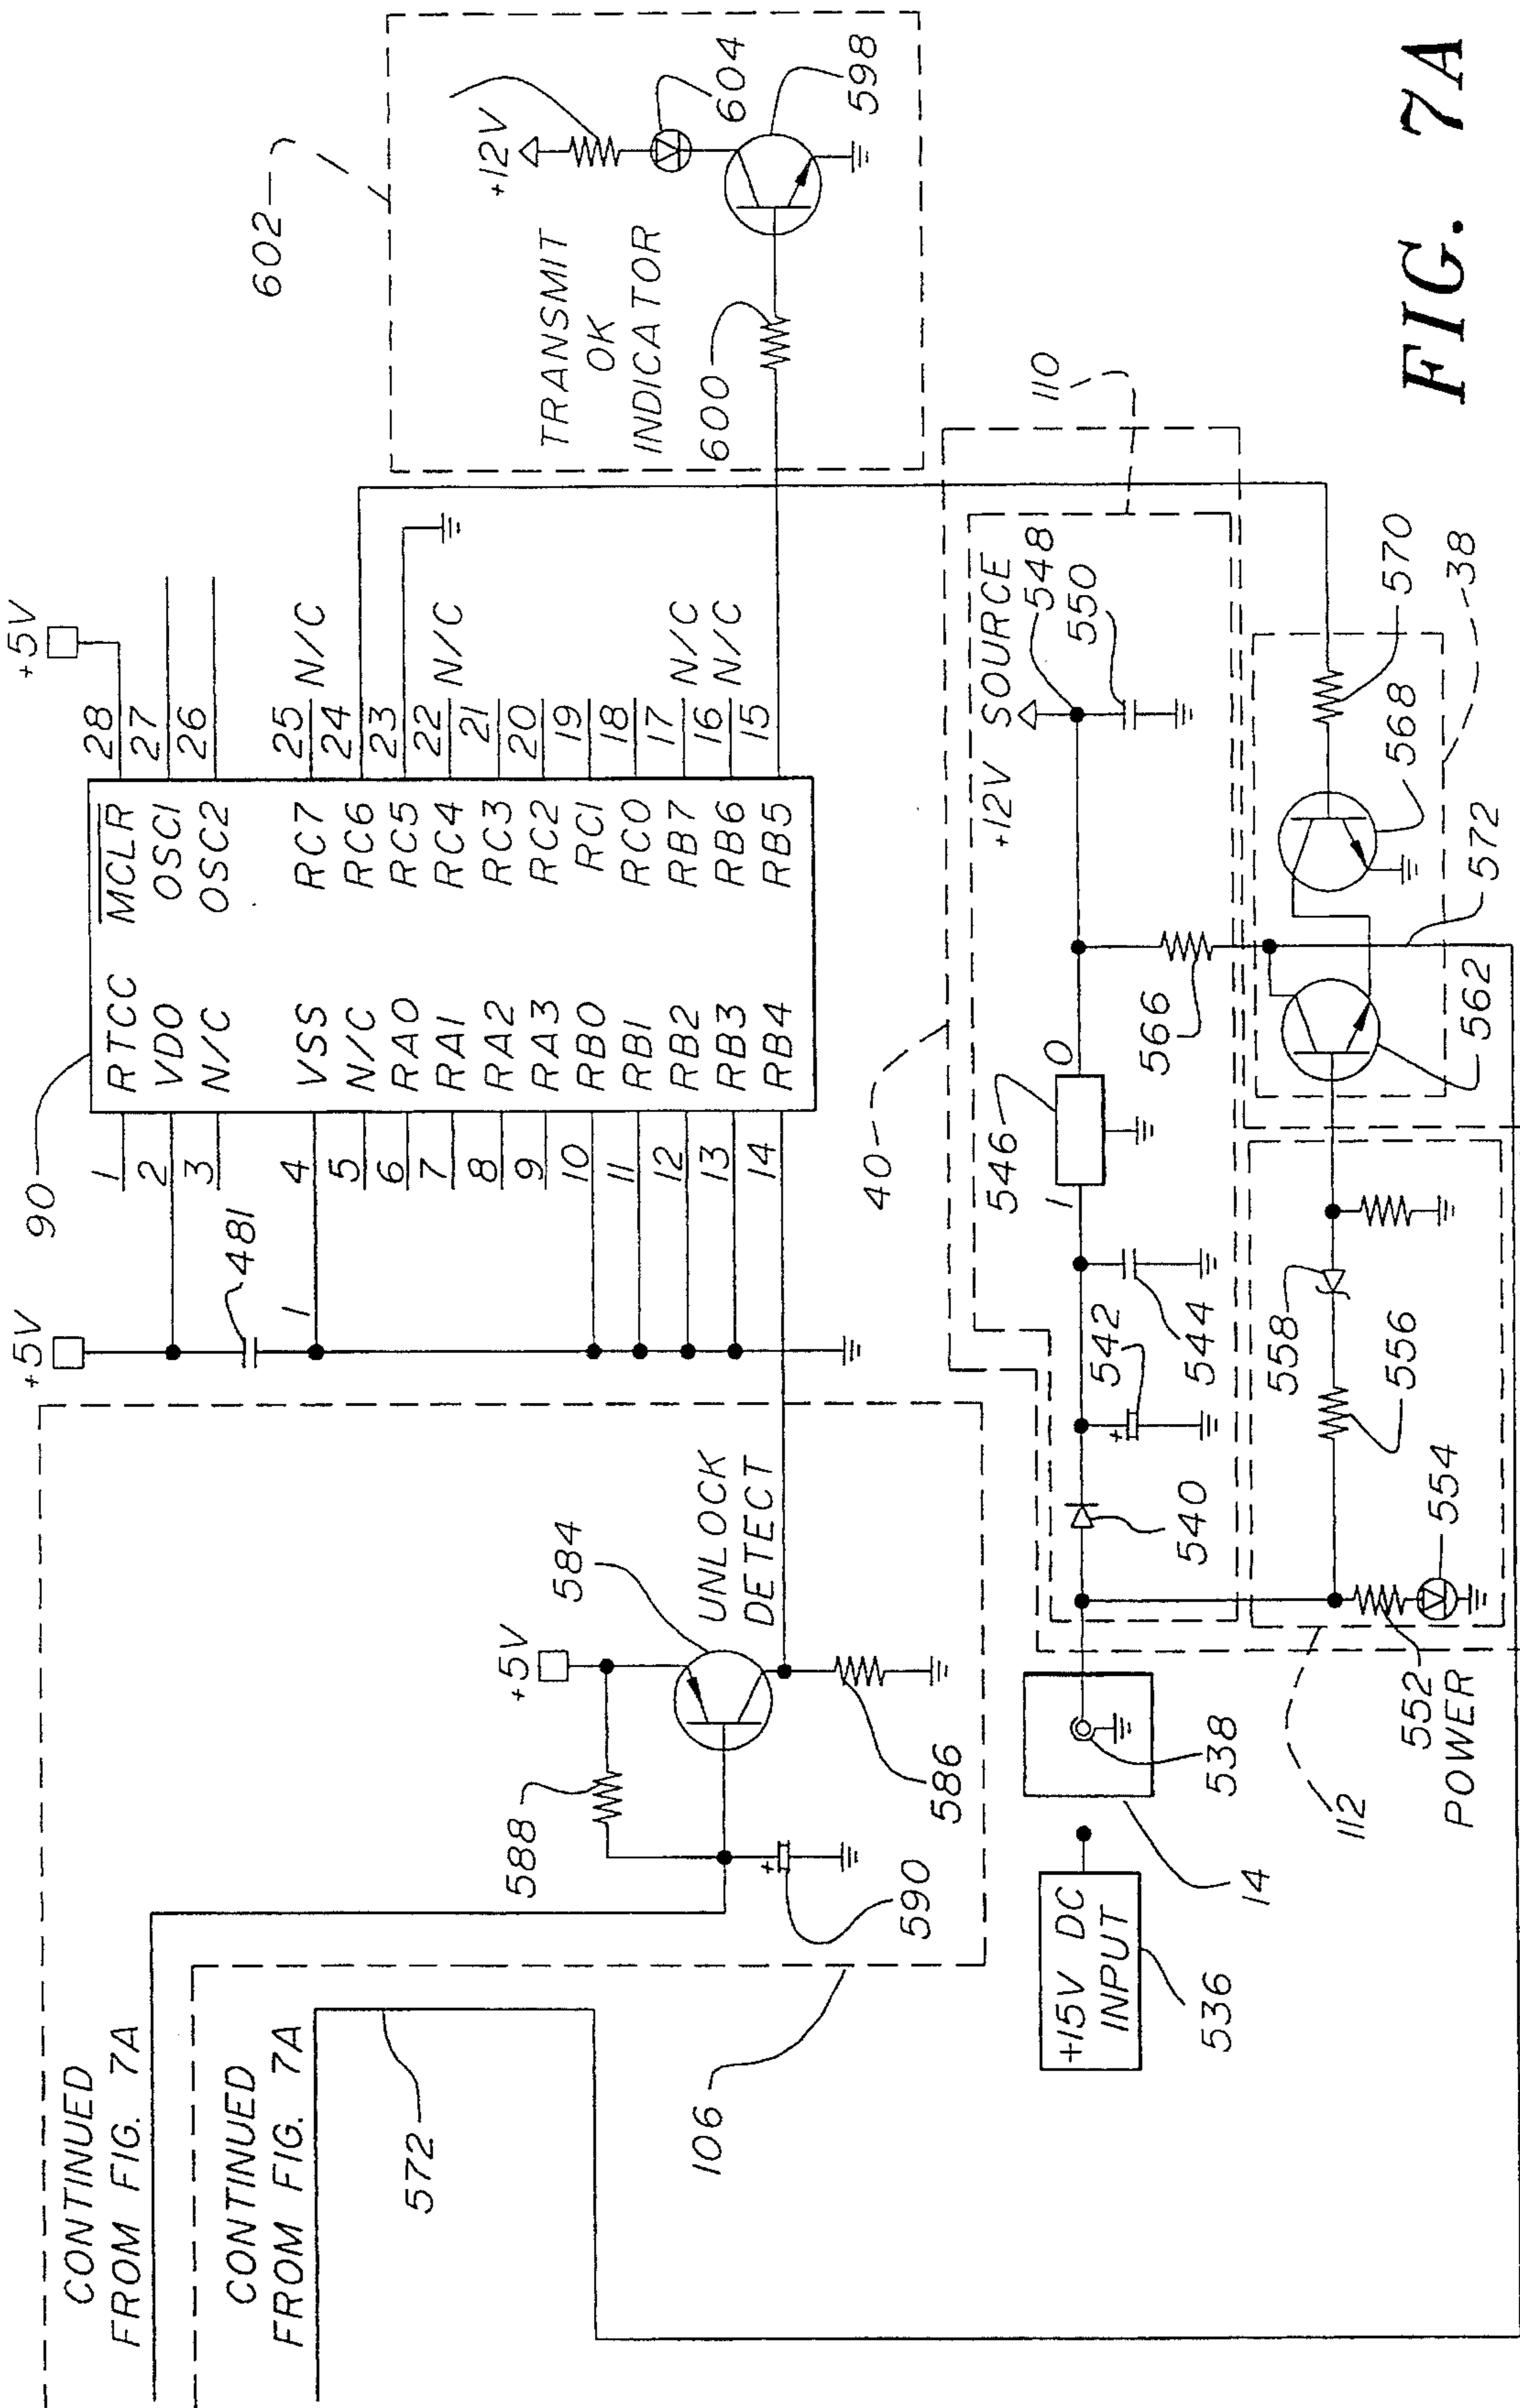 CONTINUED
FROM FIG. 7A
CONTINUED
FROM FIG. 7A
572
106
588
590
+5V
584
586
UNLOCK
DETECT
+5V
481
1
90
1
2
3
4
5
6
7
8
9
10
11
12
13
14
RTCC
VDO
N/C
VSS
N/C
RA0
RA1
RA2
RA3
RB0
RB1
RB2
RB3
RB4
MCLR
OSC1
OSC2
RC7
RC6
RC5
RC4
RC3
RC2
RC1
RC0
RB7
RB6
RB5
28
27
26
25
24
23
22
21
20
19
18
17
16
15
+5V
N/C
N/C
N/C
N/C
602
TRANSMIT
OK
INDICATOR
+12V
604
598
600
+15V DC
INPUT
536
14
538
540
542
544
546
1
0
40
+12V SOURCE
548
550
110
566
112
552
POWER
554
556
558
562
572
568
570
38
FIG. 7A